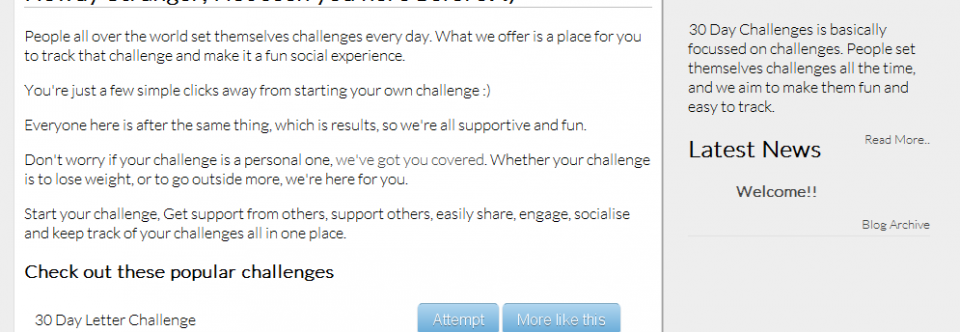 People all over the world set themselves challenges every day. What we offer is a place for you
to track that challenge and make it a fun social experience.
You're just a few simple clicks away from starting your own challenge :)
Everyone here is after the same thing, which is results, so we're all supportive and fun.
Don't worry if your challenge is a personal one, we've got you covered. Whether your challenge
is to lose weight, or to go outside more, we're here for you.
Start your challenge, Get support from others, support others, easily share, engage, socialise
and keep track of your challenges all in one place.
Check out these popular challenges
30 Day Letter Challenge
Attempt
More like this
30 Day Challenges is basically
focussed on challenges. People set
themselves challenges all the time,
and we aim to make them fun and
easy to track.
Read More..
Latest News
Welcome!!
Blog Archive